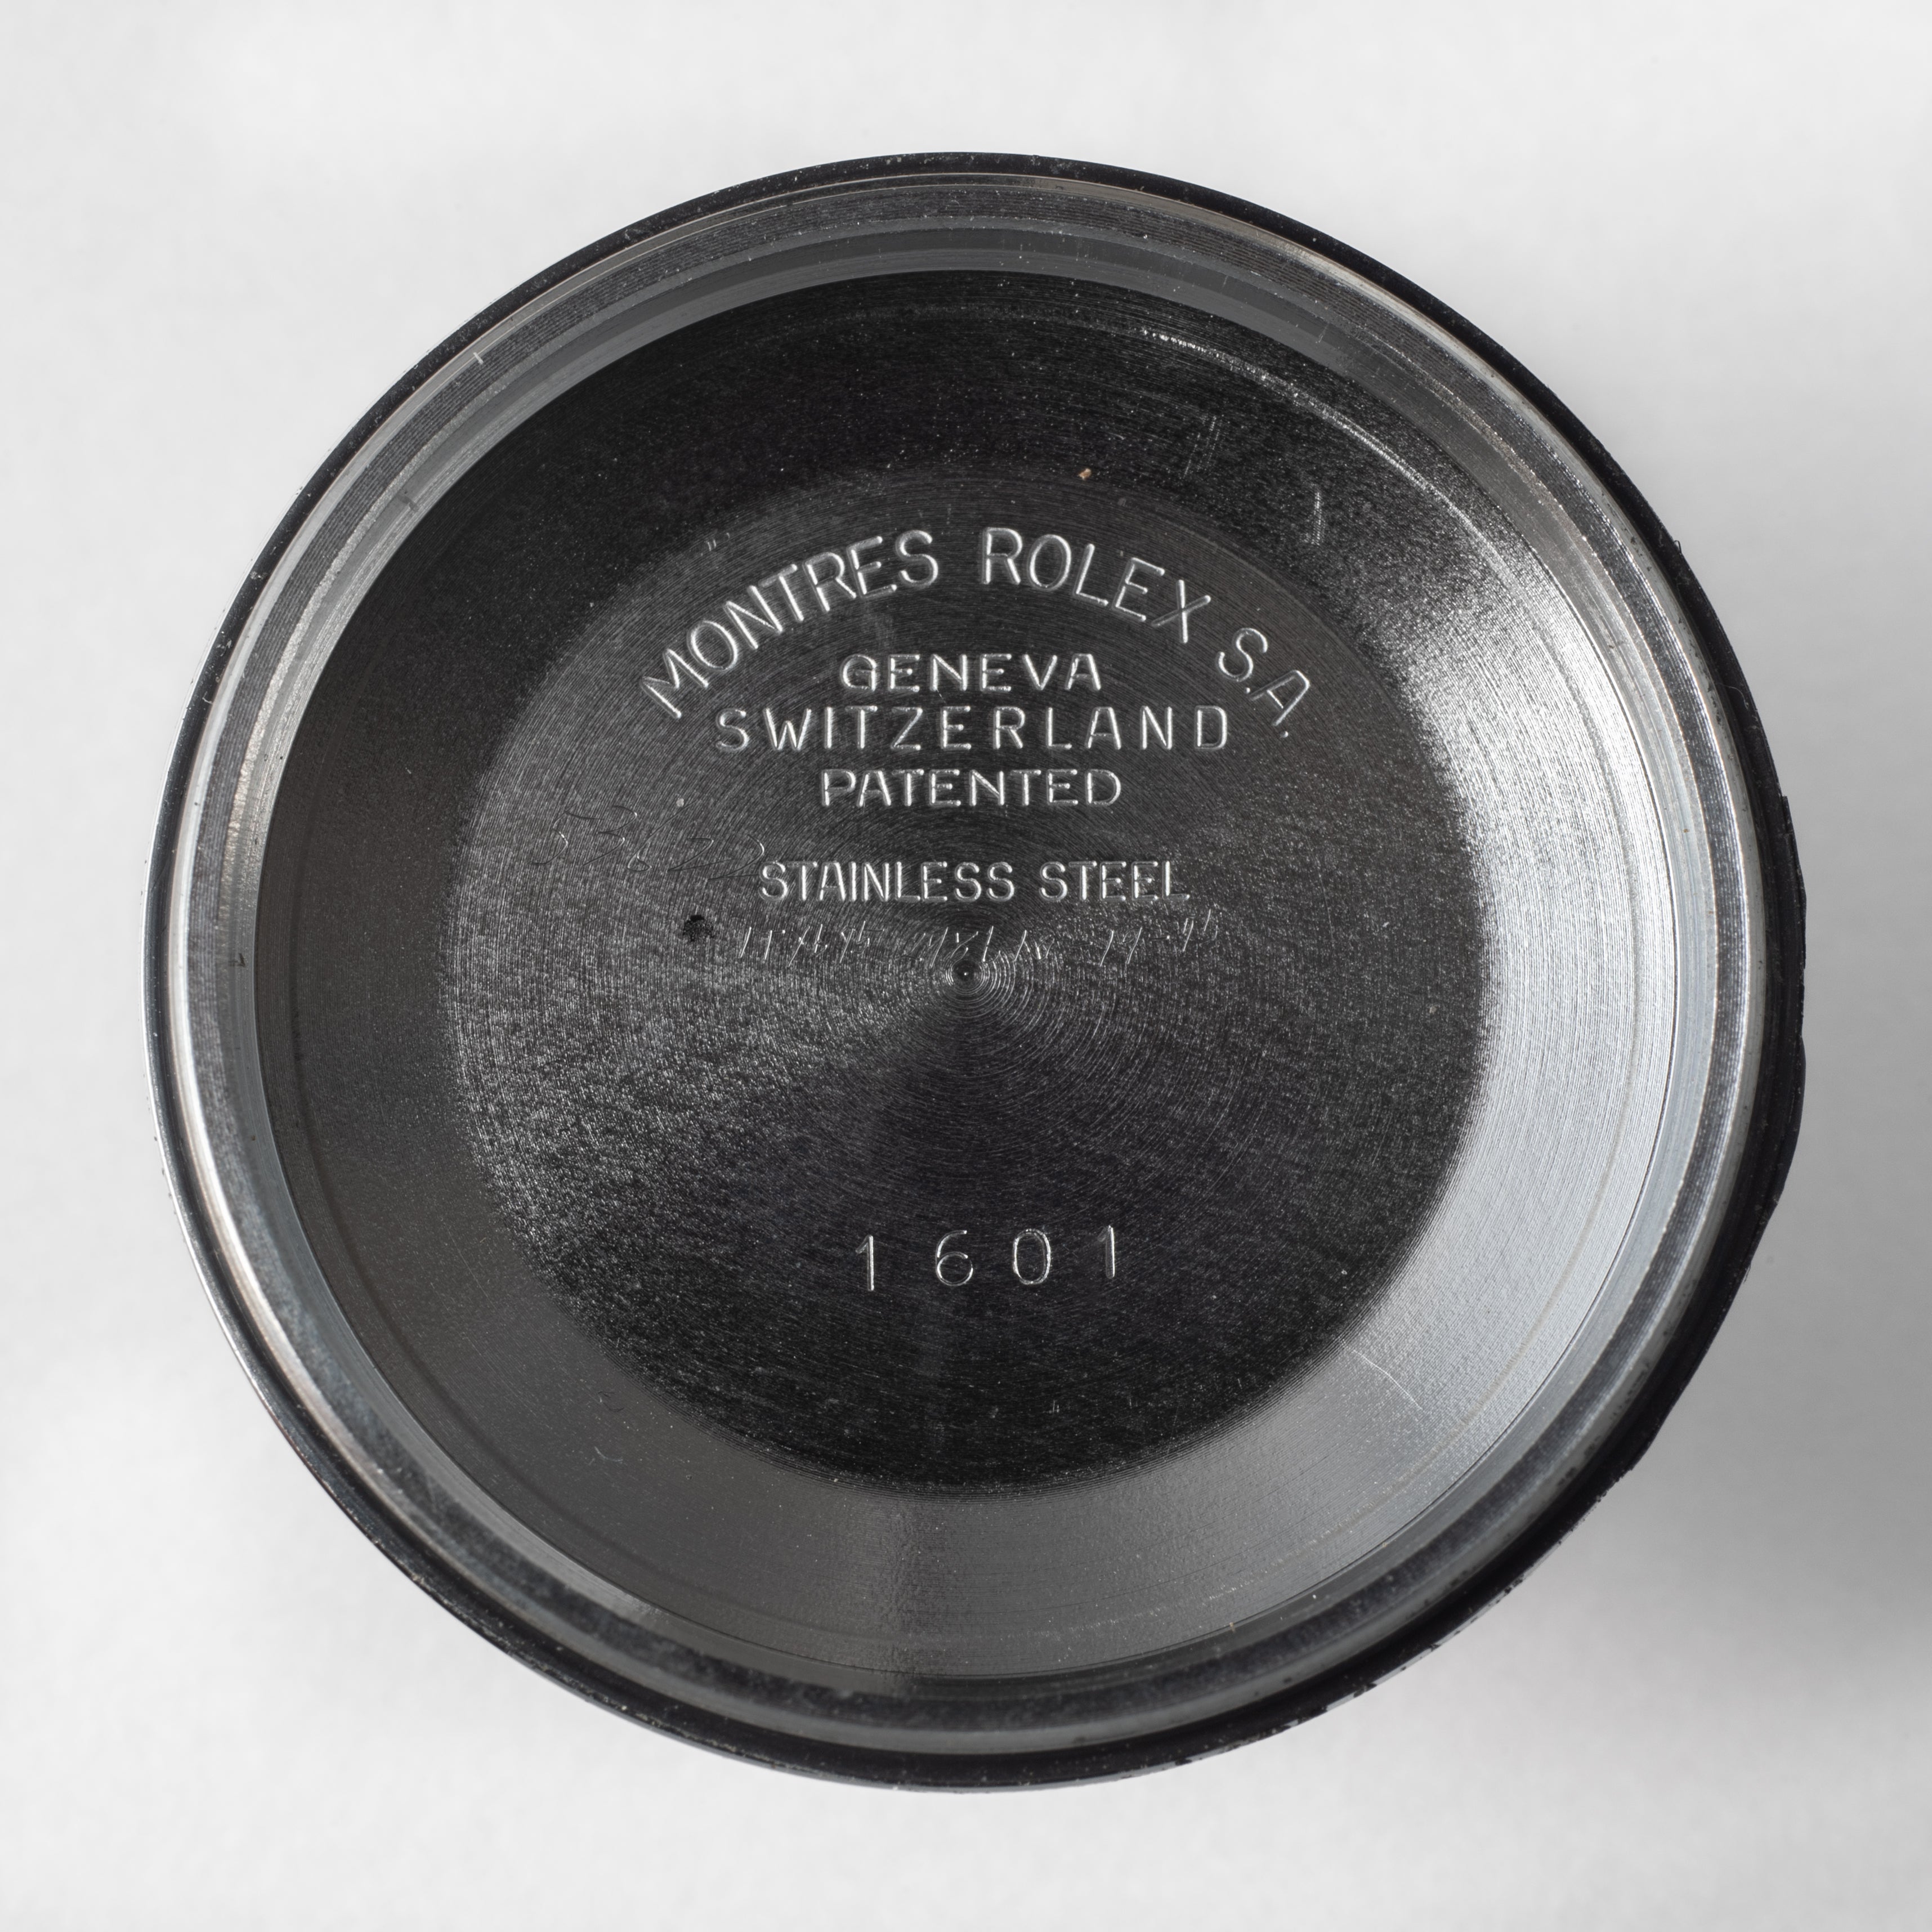 MONTRES ROLEX S.A.
GENEVA
SWITZERLAND
PATENTED
STAINLESS STEEL
1601